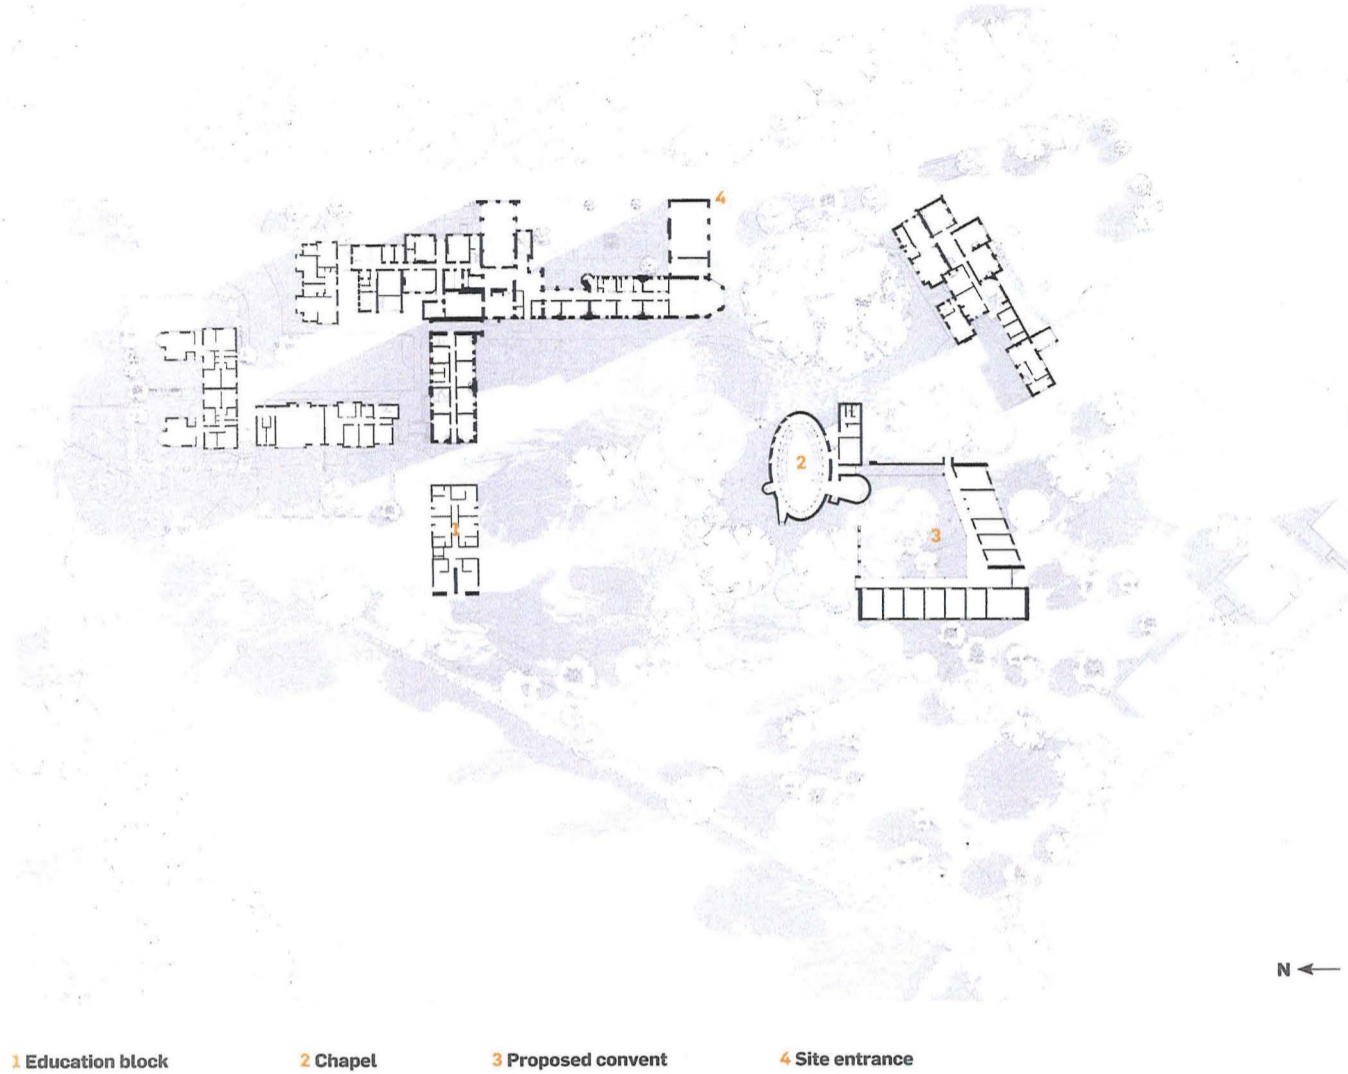 4
2
1
3
N
1 Education block
2 Chapel
3 Proposed convent
4 Site entrance